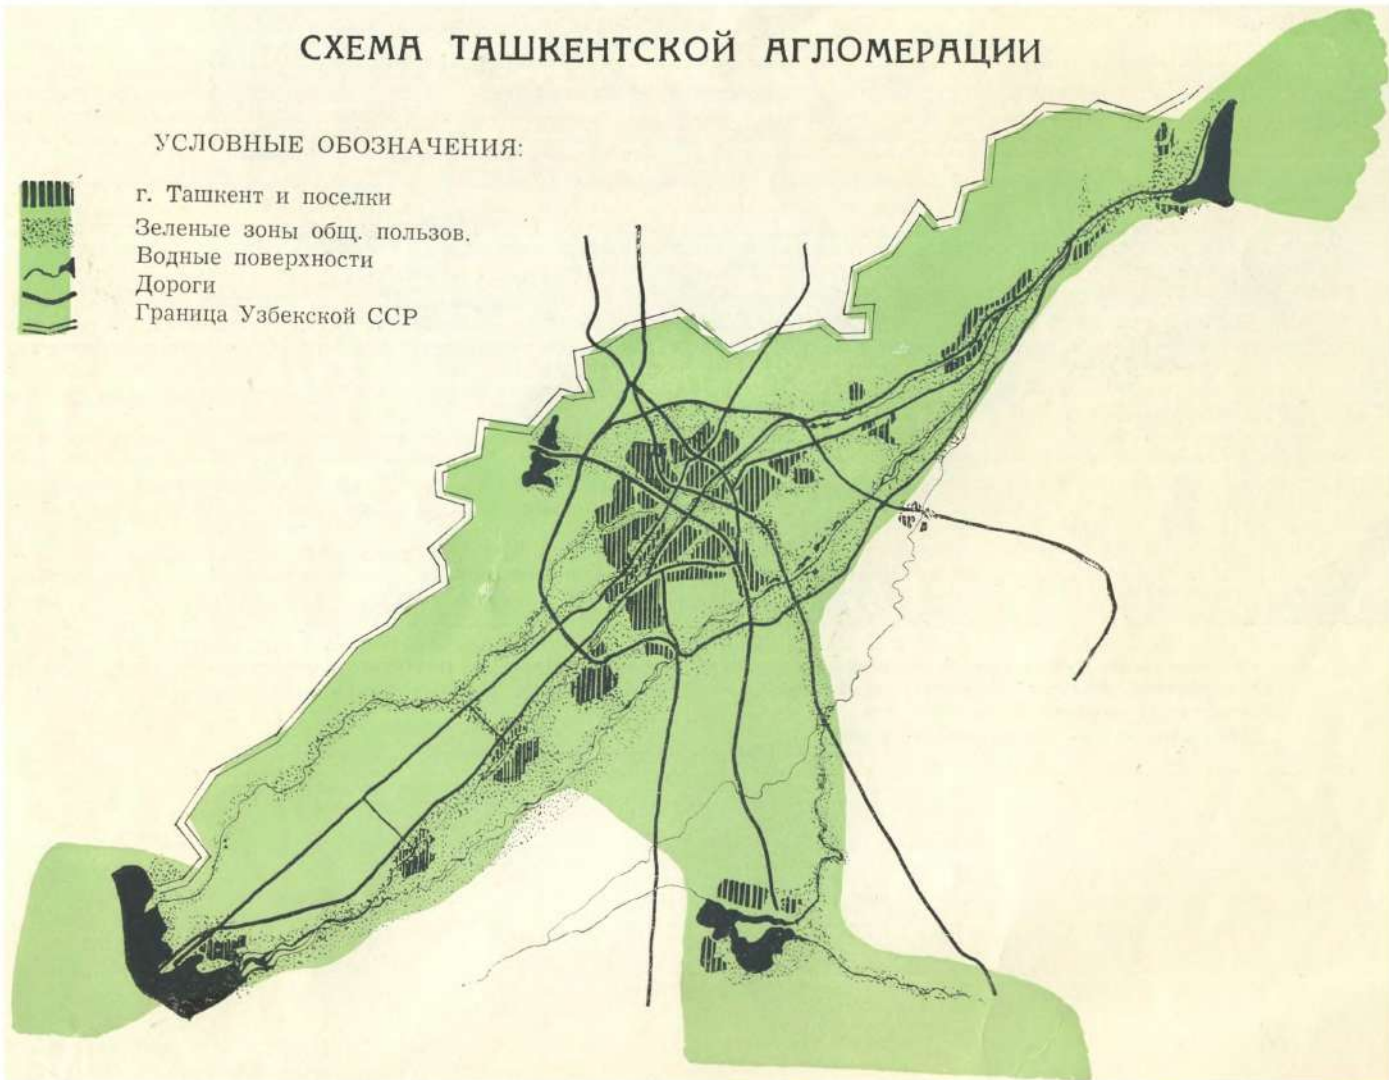 СХЕМА ТАШКЕНТСКОЙ АГЛОМЕРАЦИИ
УСЛОВНЫЕ ОБОЗНАЧЕНИЯ:
г. Ташкент и поселки
Зеленые зоны общ. пользов.
Водные поверхности
Дороги
Граница Узбекской ССР